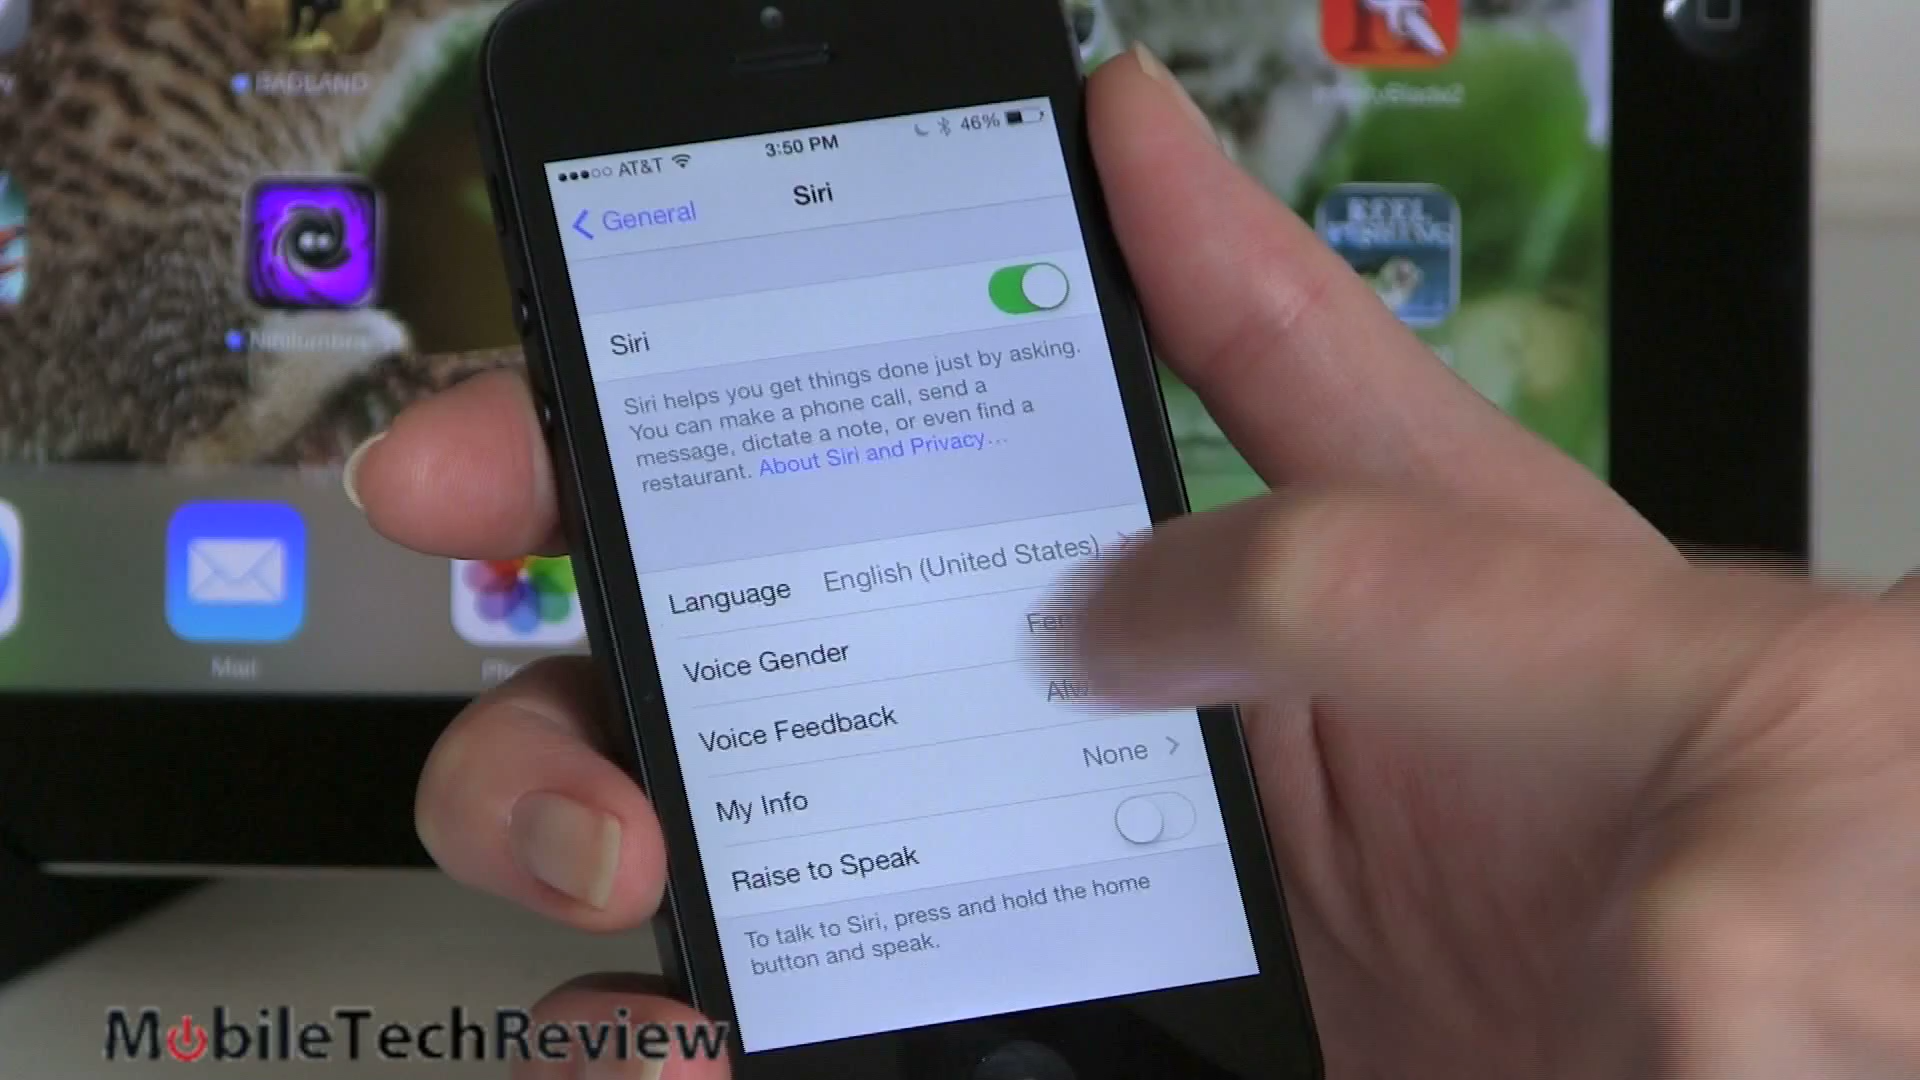 BADLAND
AT&T
3:50 PM
46%
General
Siri
Siri
Siri helps you get things done just by asking.
You can make a phone call, send a
message, dictate a note, or even find a
restaurant. About Siri and Privacy...
Language English (United States)
Voice Gender
Voice Feedback
My Info None
Raise to Speak
To talk to Siri, press and hold the home
button and speak.
Mail
MobileTechReview